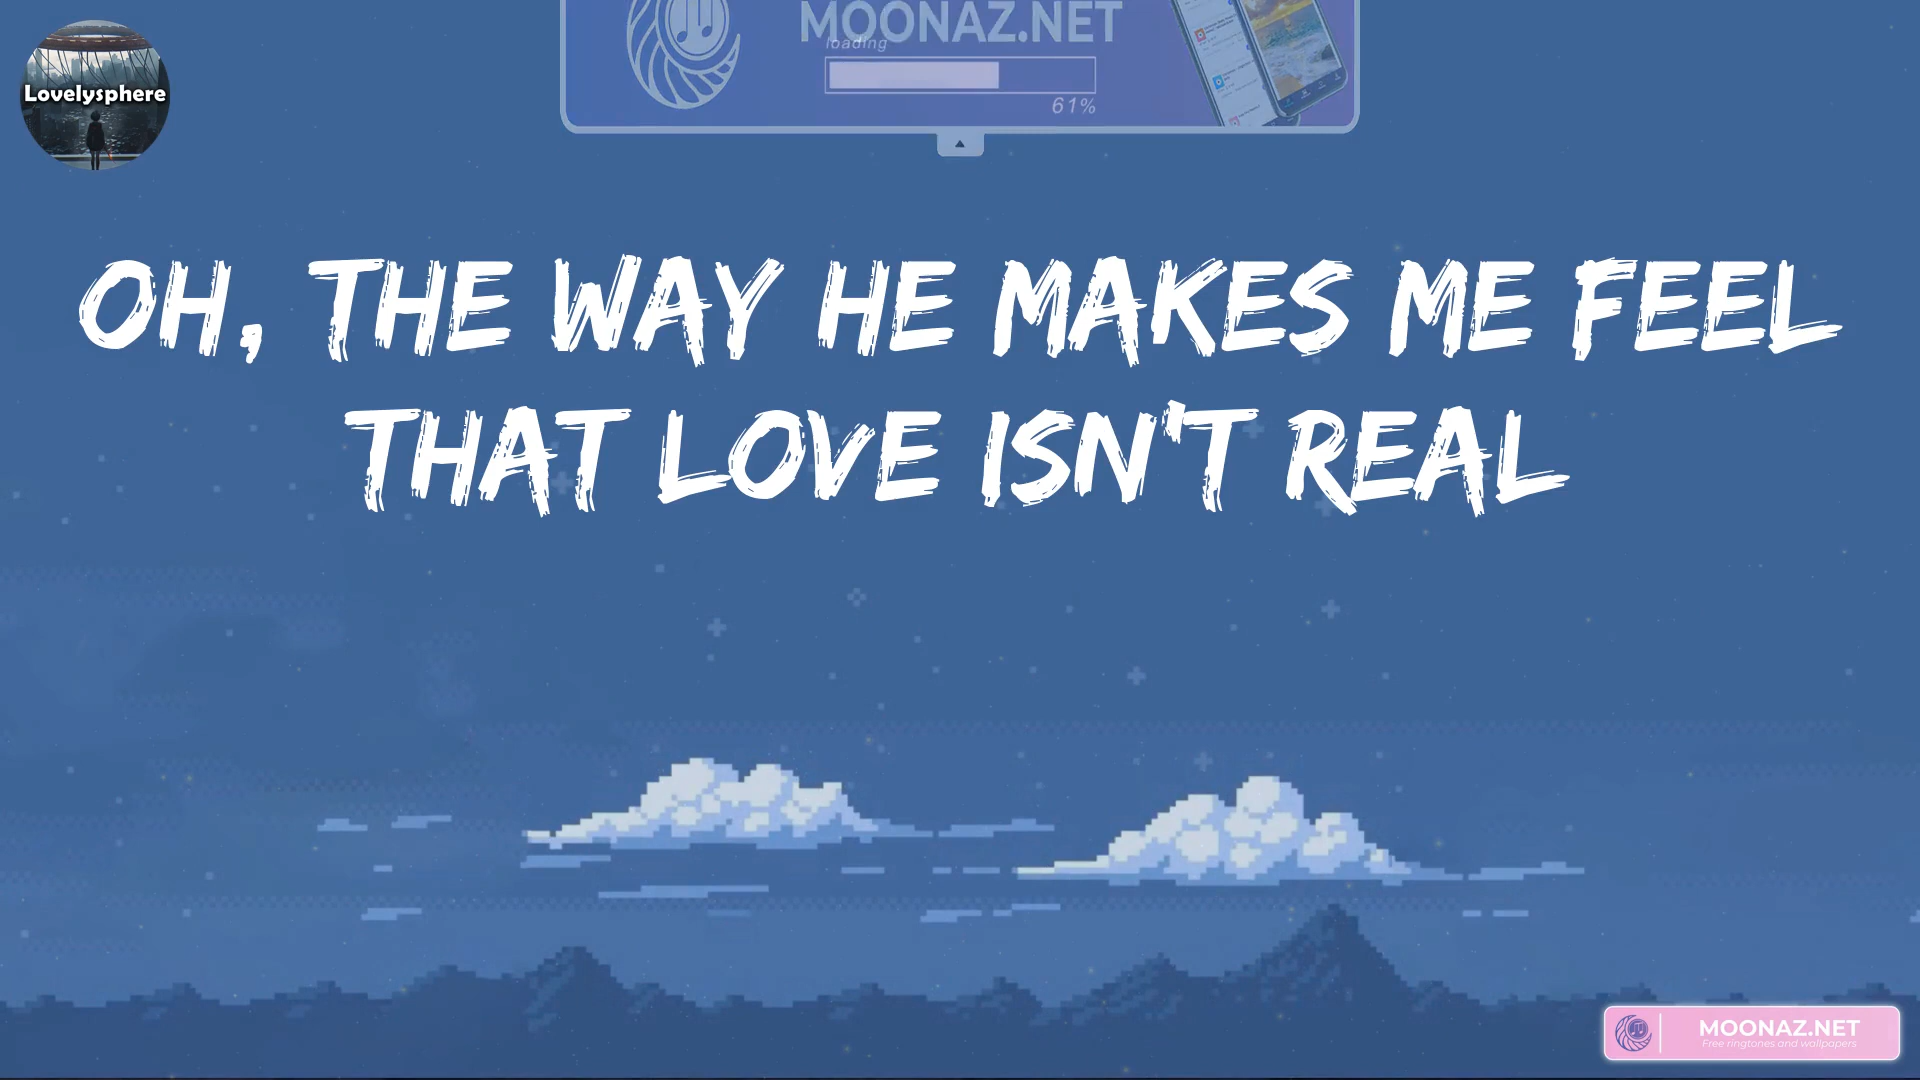 MOONAZ.NET
loading
61%
Lovelysphere
OH, THE WAY HE MAKES ME FEEL
THAT LOVE ISN'T REAL
MOONAZ.NET
Free ringtones and wallpapers